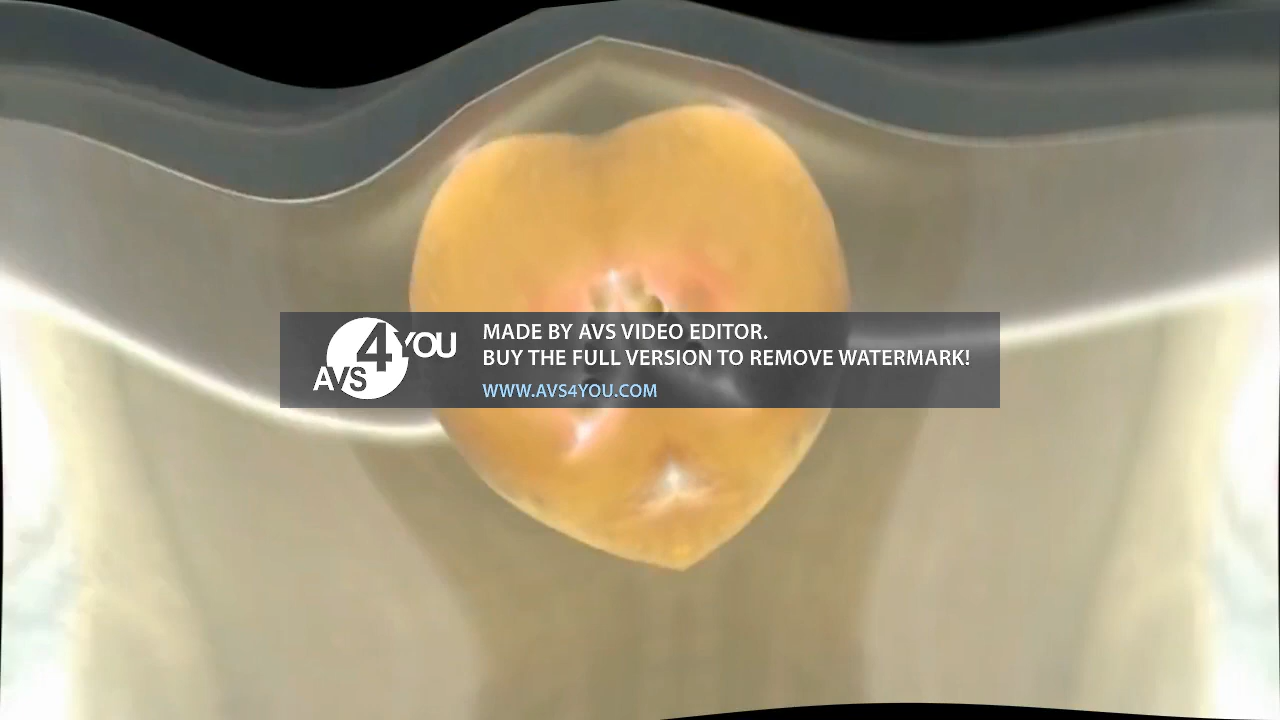 AVS4YOU
MADE BY AVS VIDEO EDITOR.
BUY THE FULL VERSION TO REMOVE WATERMARK!
WWW.AVS4YOU.COM